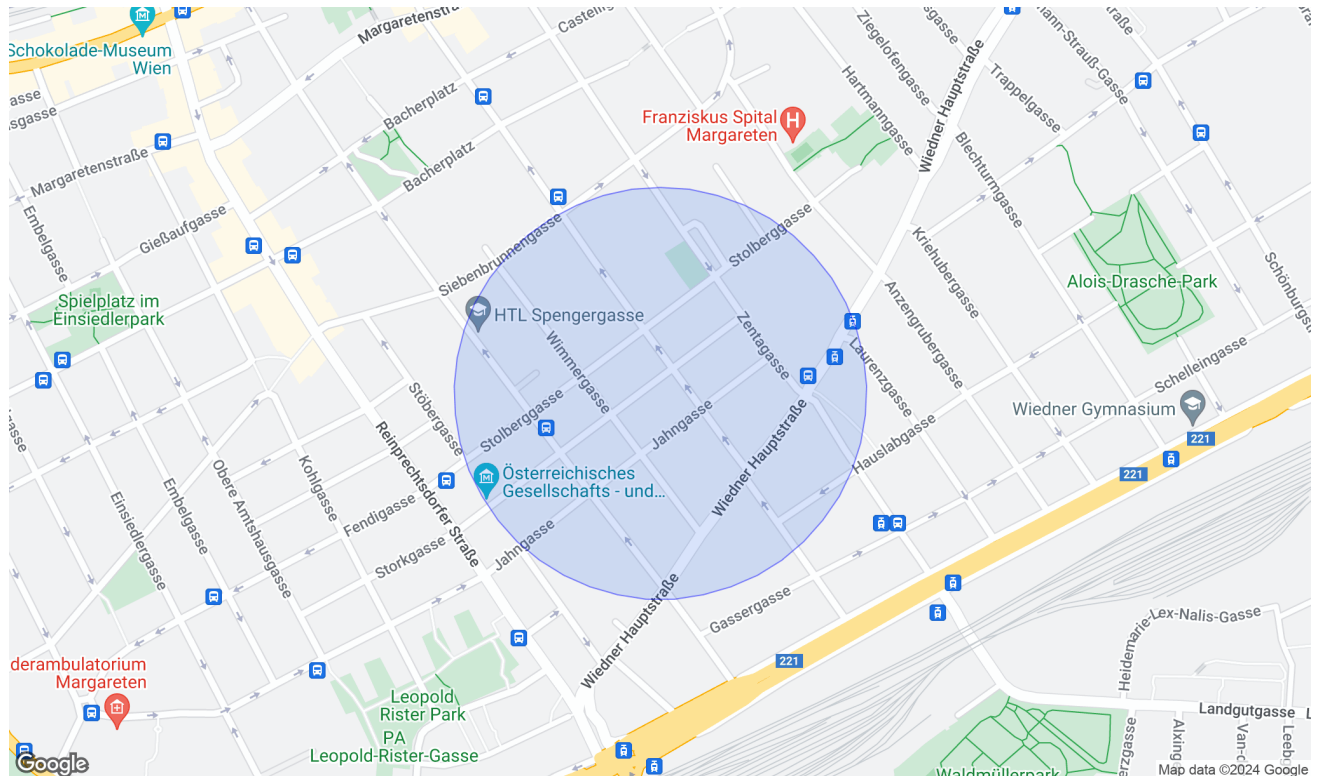 Schokolade-Museum
Wien
Margaretenstraße
Bacherplatz
Franziskus Spital
Margareten
H
Hartmanngasse
Ziegelofengasse
Wiedner Hauptstraße
Trappelgasse
Blechturmgasse
Margaretenstraße
Bacherplatz
Embelgasse
Gießaufgasse
Siebenbrunnengasse
Stolberggasse
Kriehubergasse
Alois-Drasche-Park
Spielplatz im
Einsiedlerpark
HTL Spengergasse
Wimmergasse
Zentagasse
Anzengrubergasse
Laurenzgasse
Schelleingasse
Wiedner Gymnasium
221
221
Stöbergasse
Stolberggasse
Jahngasse
Wiedner Hauptstraße
Hauslabgasse
Reinprechtsdorfer Straße
Österreichisches
Gesellschafts - und...
Kohlgasse
Obere Amtshausgasse
Embelgasse
Einsiedlergasse
Fendigasse
Storkgasse
Jahngasse
Wiedner Hauptstraße
Gassergasse
221
Lex-Nalis-Gasse
Heidemarie-
derambulatorium
Margareten
Leopold
Rister Park
PA
Leopold-Rister-Gasse
Landgutgasse
Waldmüllerpark
Google
Map data ©2024 Google